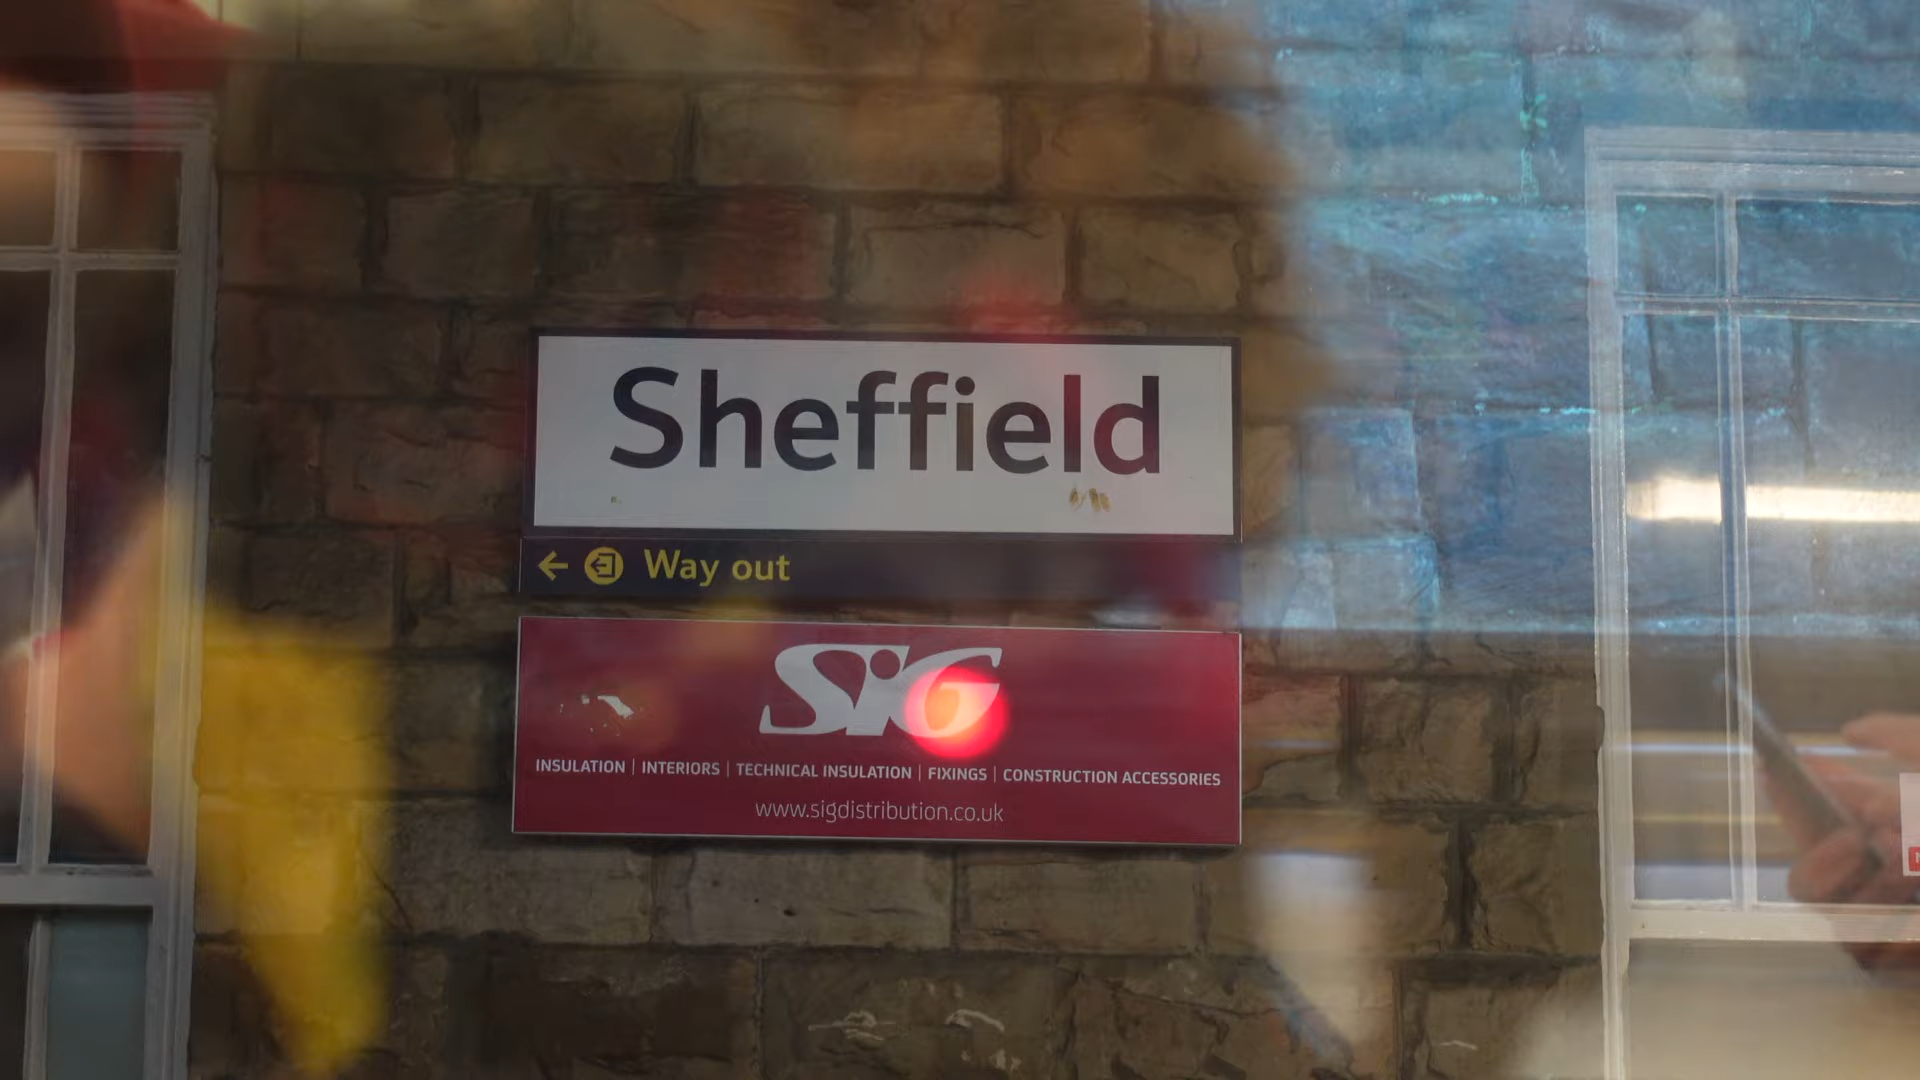 Sheffield
Way out
SiG
INSULATION | INTERIORS | TECHNICAL INSULATION | FIXINGS | CONSTRUCTION ACCESSORIES
www.sigdistribution.co.uk